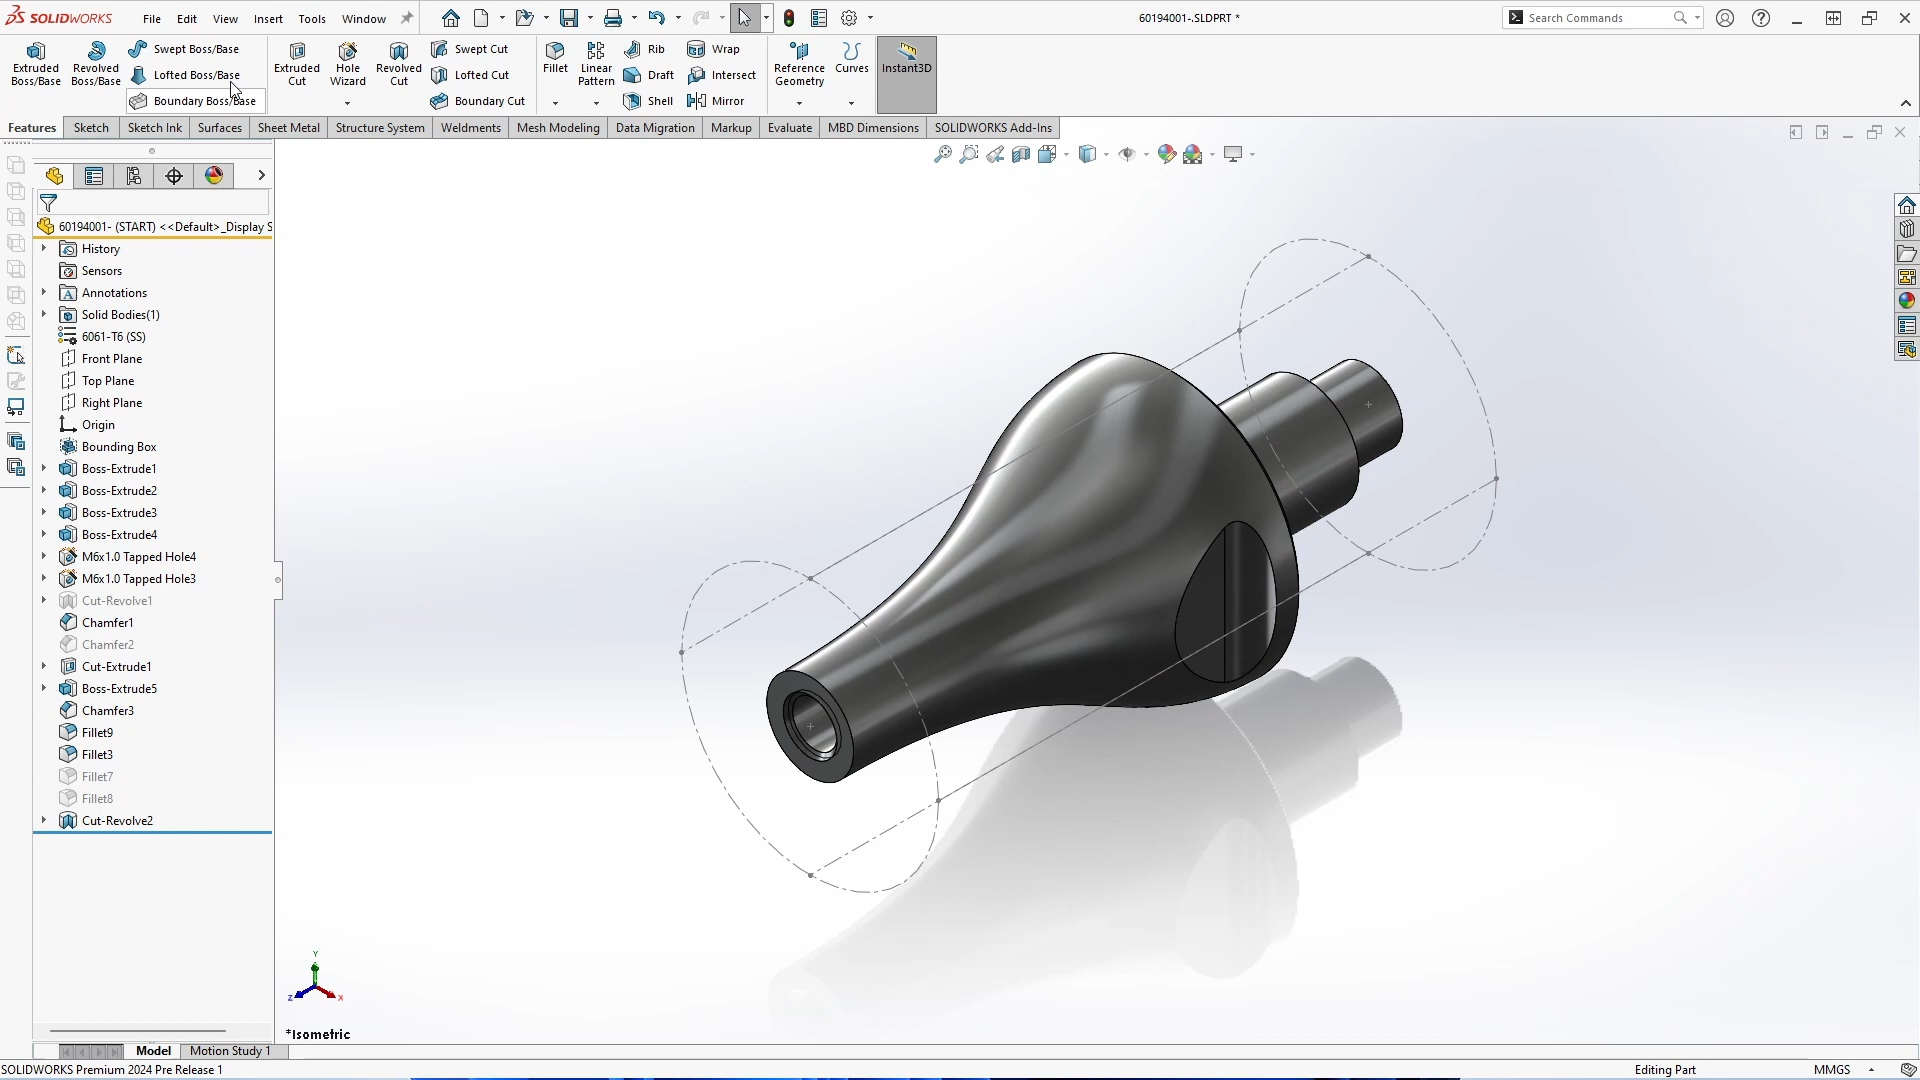 SOLIDWORKS File Edit View Insert Tools Window 60194001-.SLDPRT * Search Commands
Extruded Boss/Base
Revolved Boss/Base
Swept Boss/Base
Lofted Boss/Base
Boundary Boss/Base
Extruded Cut
Hole Wizard
Revolved Cut
Swept Cut
Lofted Cut
Boundary Cut
Fillet
Linear Pattern
Rib
Draft
Shell
Wrap
Intersect
Mirror
Reference Geometry
Curves
Instant3D
Features Sketch Sketch Ink Surfaces Sheet Metal Structure System Weldments Mesh Modeling Data Migration Markup Evaluate MBD Dimensions SOLIDWORKS Add-Ins
60194001- (START) <<Default>_Display S
History
Sensors
Annotations
Solid Bodies(1)
6061-T6 (SS)
Front Plane
Top Plane
Right Plane
Origin
Bounding Box
Boss-Extrude1
Boss-Extrude2
Boss-Extrude3
Boss-Extrude4
M6x1.0 Tapped Hole4
M6x1.0 Tapped Hole3
Cut-Revolve1
Chamfer1
Chamfer2
Cut-Extrude1
Boss-Extrude5
Chamfer3
Fillet9
Fillet3
Fillet7
Fillet8
Cut-Revolve2
Y
Z X
*Isometric
Model Motion Study 1
SOLIDWORKS Premium 2024 Pre Release 1 Editing Part MMGS